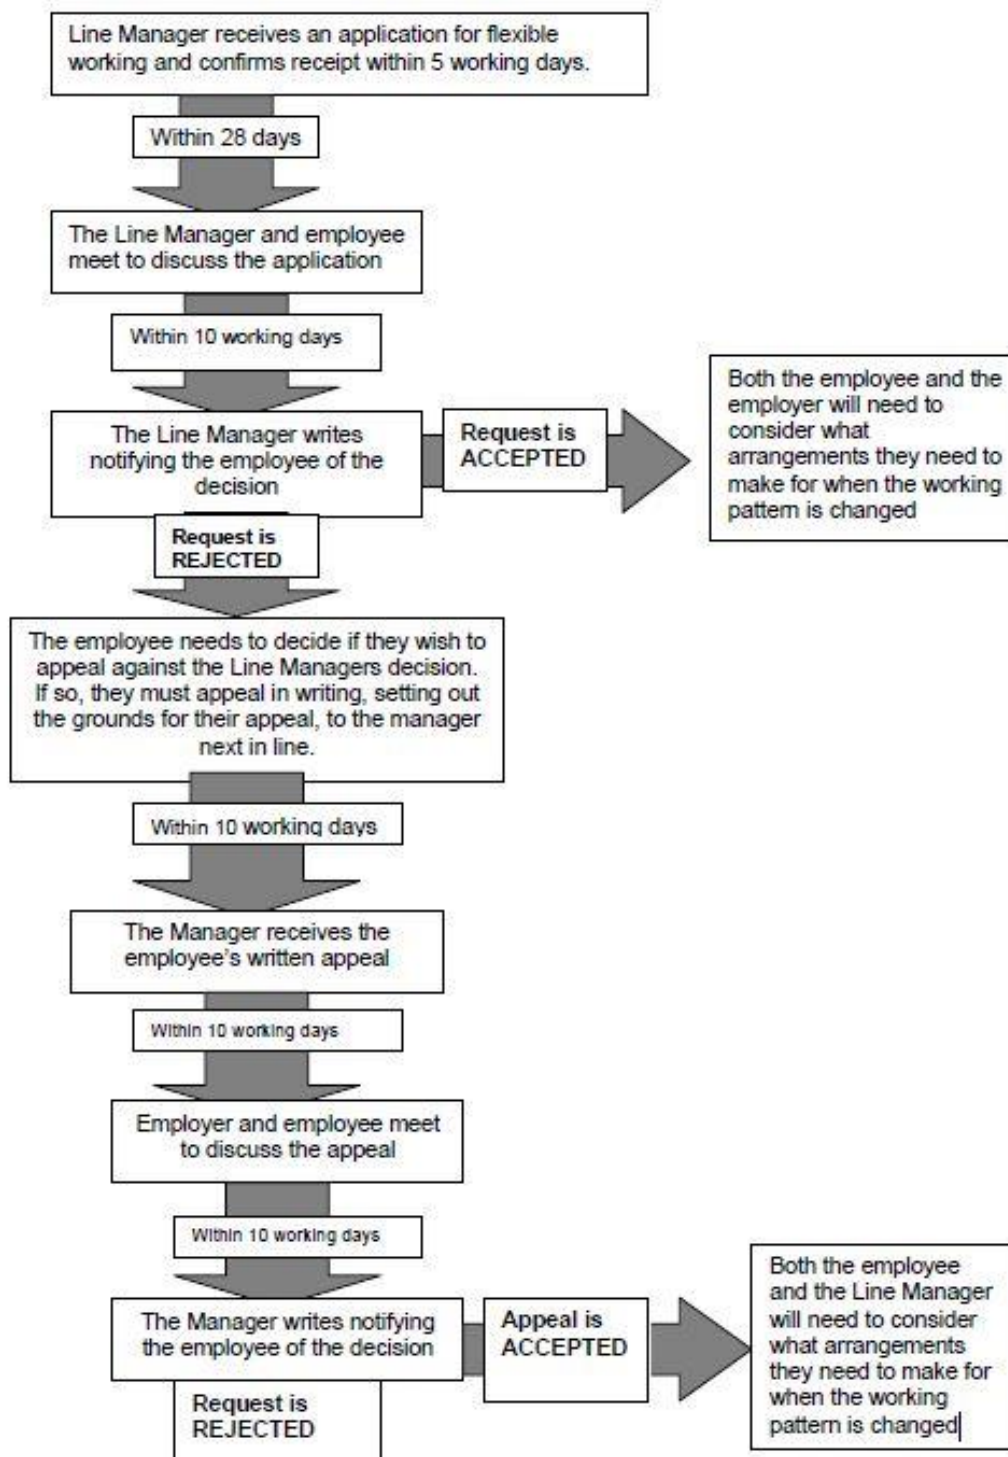 Line Manager receives an application for flexible
working and confirms receipt within 5 working days.
Within 28 days
The Line Manager and employee
meet to discuss the application
Within 10 working days
The Line Manager writes
notifying the employee of the
decision
Request is
ACCEPTED
Both the employee and the
employer will need to
consider what
arrangements they need to
make for when the working
pattern is changed
Request is
REJECTED
The employee needs to decide if they wish to
appeal against the Line Managers decision.
If so, they must appeal in writing, setting out
the grounds for their appeal, to the manager
next in line.
Within 10 working days
The Manager receives the
employee's written appeal
Within 10 working days
Employer and employee meet
to discuss the appeal
Within 10 working days
The Manager writes notifying
the employee of the decision
Appeal is
ACCEPTED
Both the employee
and the Line Manager
will need to consider
what arrangements
they need to make for
when the working
pattern is changed
Request is
REJECTED